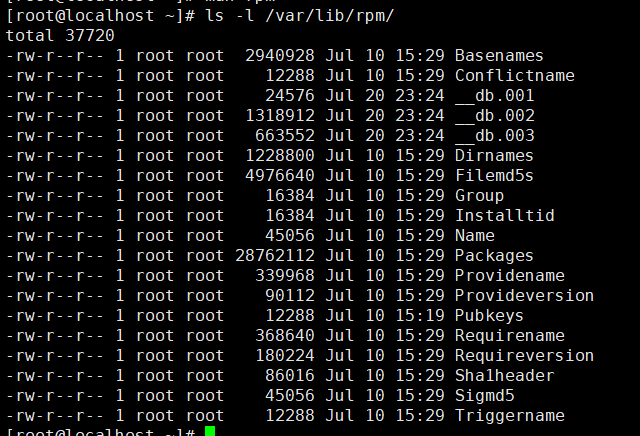 [root@localhost ~]# man rpm
[root@localhost ~]# ls -l /var/lib/rpm/
total 37720
-rw-r--r-- 1 root root  2940928 Jul 10 15:29 Basenames
-rw-r--r-- 1 root root    12288 Jul 10 15:29 Conflictname
-rw-r--r-- 1 root root    24576 Jul 20 23:24 __db.001
-rw-r--r-- 1 root root  1318912 Jul 20 23:24 __db.002
-rw-r--r-- 1 root root   663552 Jul 20 23:24 __db.003
-rw-r--r-- 1 root root  1228800 Jul 10 15:29 Dirnames
-rw-r--r-- 1 root root  4976640 Jul 10 15:29 Filemd5s
-rw-r--r-- 1 root root    16384 Jul 10 15:29 Group
-rw-r--r-- 1 root root    16384 Jul 10 15:29 Installtid
-rw-r--r-- 1 root root    45056 Jul 10 15:29 Name
-rw-r--r-- 1 root root 28762112 Jul 10 15:29 Packages
-rw-r--r-- 1 root root   339968 Jul 10 15:29 Providename
-rw-r--r-- 1 root root    90112 Jul 10 15:29 Provideversion
-rw-r--r-- 1 root root    12288 Jul 10 15:19 Pubkeys
-rw-r--r-- 1 root root   368640 Jul 10 15:29 Requirename
-rw-r--r-- 1 root root   180224 Jul 10 15:29 Requireversion
-rw-r--r-- 1 root root    86016 Jul 10 15:29 Sha1header
-rw-r--r-- 1 root root    45056 Jul 10 15:29 Sigmd5
-rw-r--r-- 1 root root    12288 Jul 10 15:29 Triggername
[root@localhost ~]#